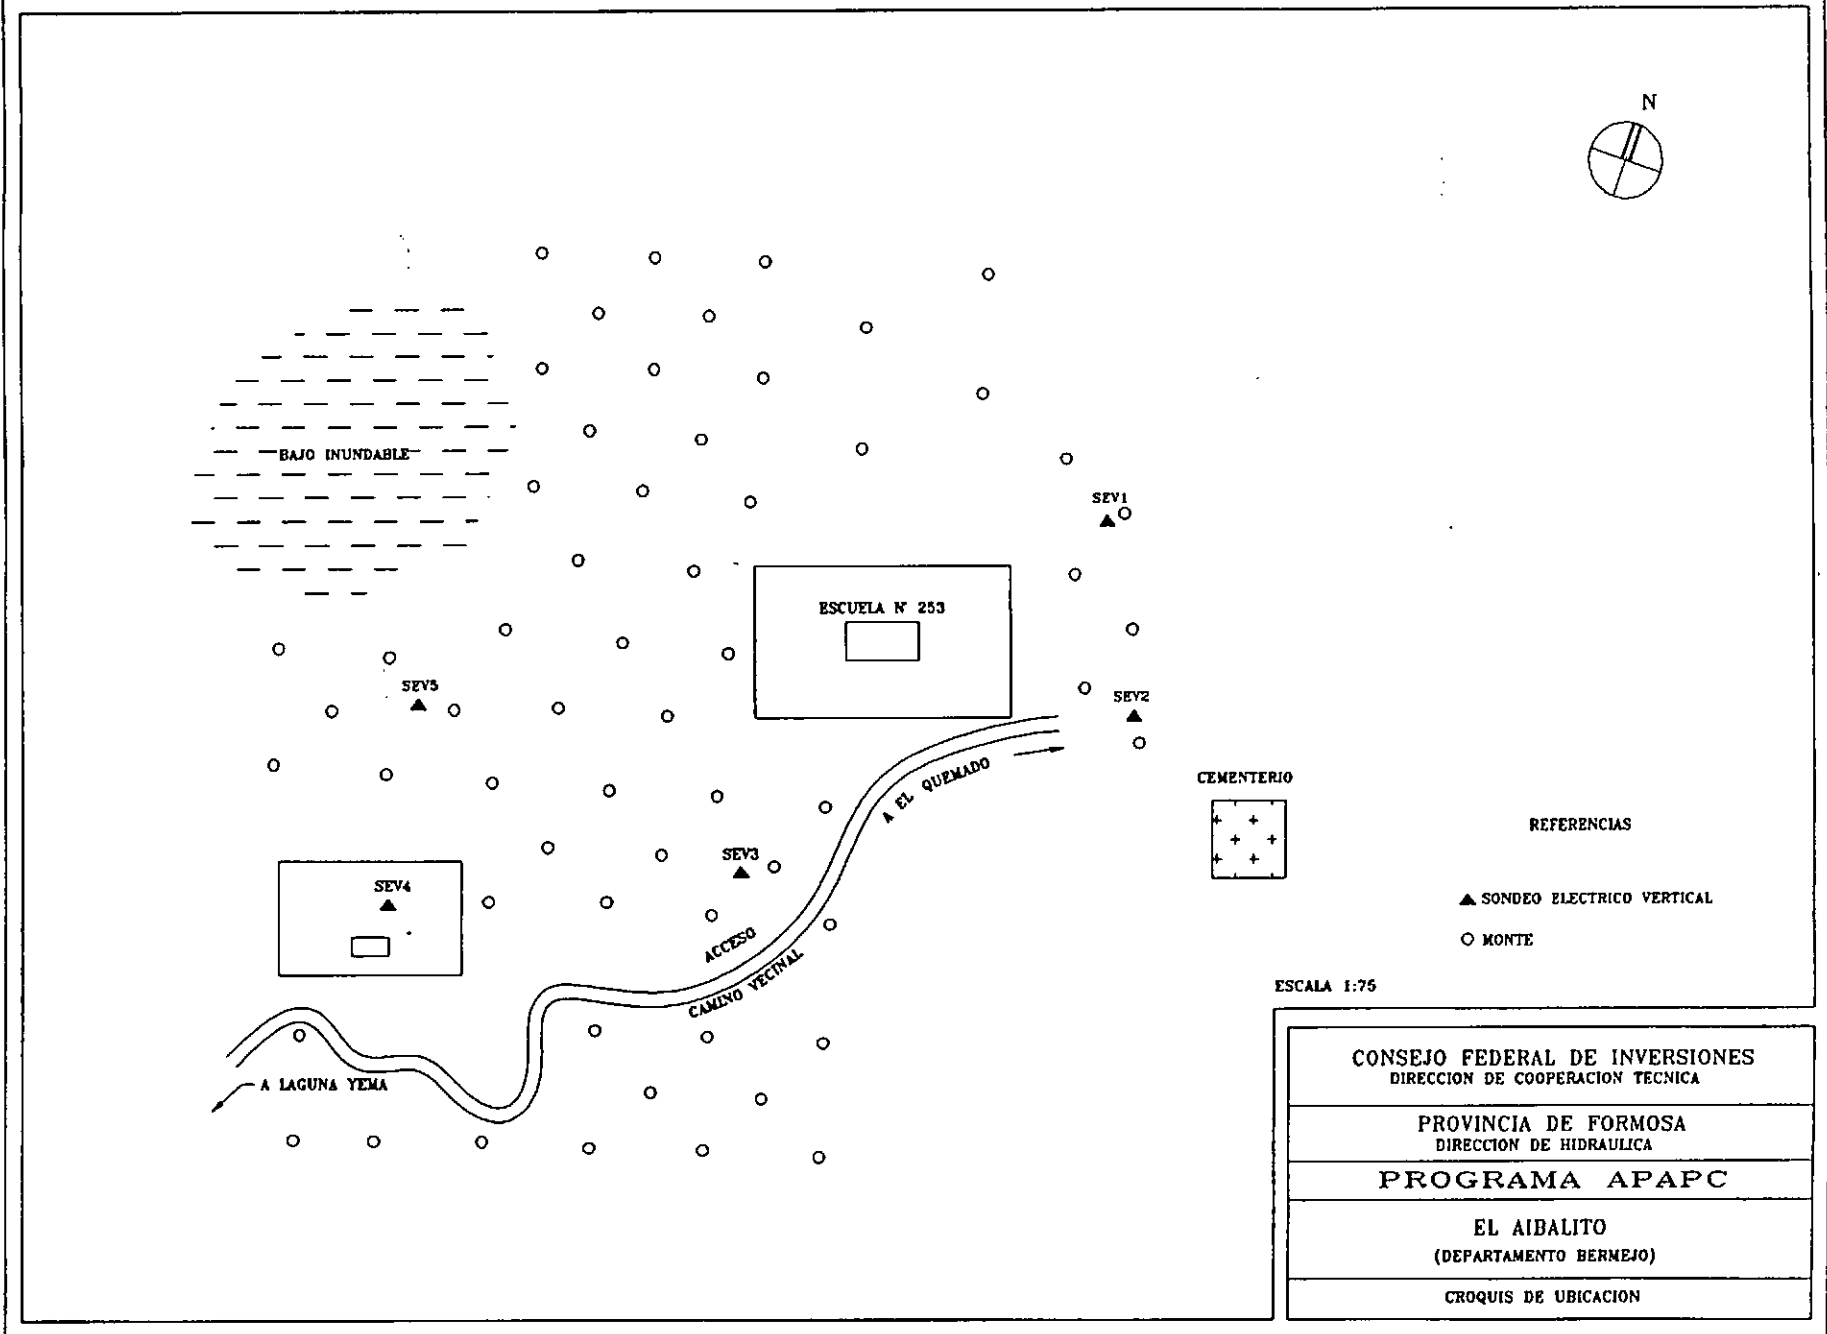 N
BAJO INUNDABLE
SEV1
ESCUELA Nº 253
SEV5
SEV2
A EL QUEMADO
CEMENTERIO
REFERENCIAS
SEV3
SEV4
SONDEO ELECTRICO VERTICAL
ACCESO
MONTE
CAMINO VECINAL
ESCALA 1:75
A LAGUNA YEMA
CONSEJO FEDERAL DE INVERSIONES
DIRECCION DE COOPERACION TECNICA
PROVINCIA DE FORMOSA
DIRECCION DE HIDRAULICA
PROGRAMA APAPC
EL AIBALITO
(DEPARTAMENTO BERMEJO)
CROQUIS DE UBICACION